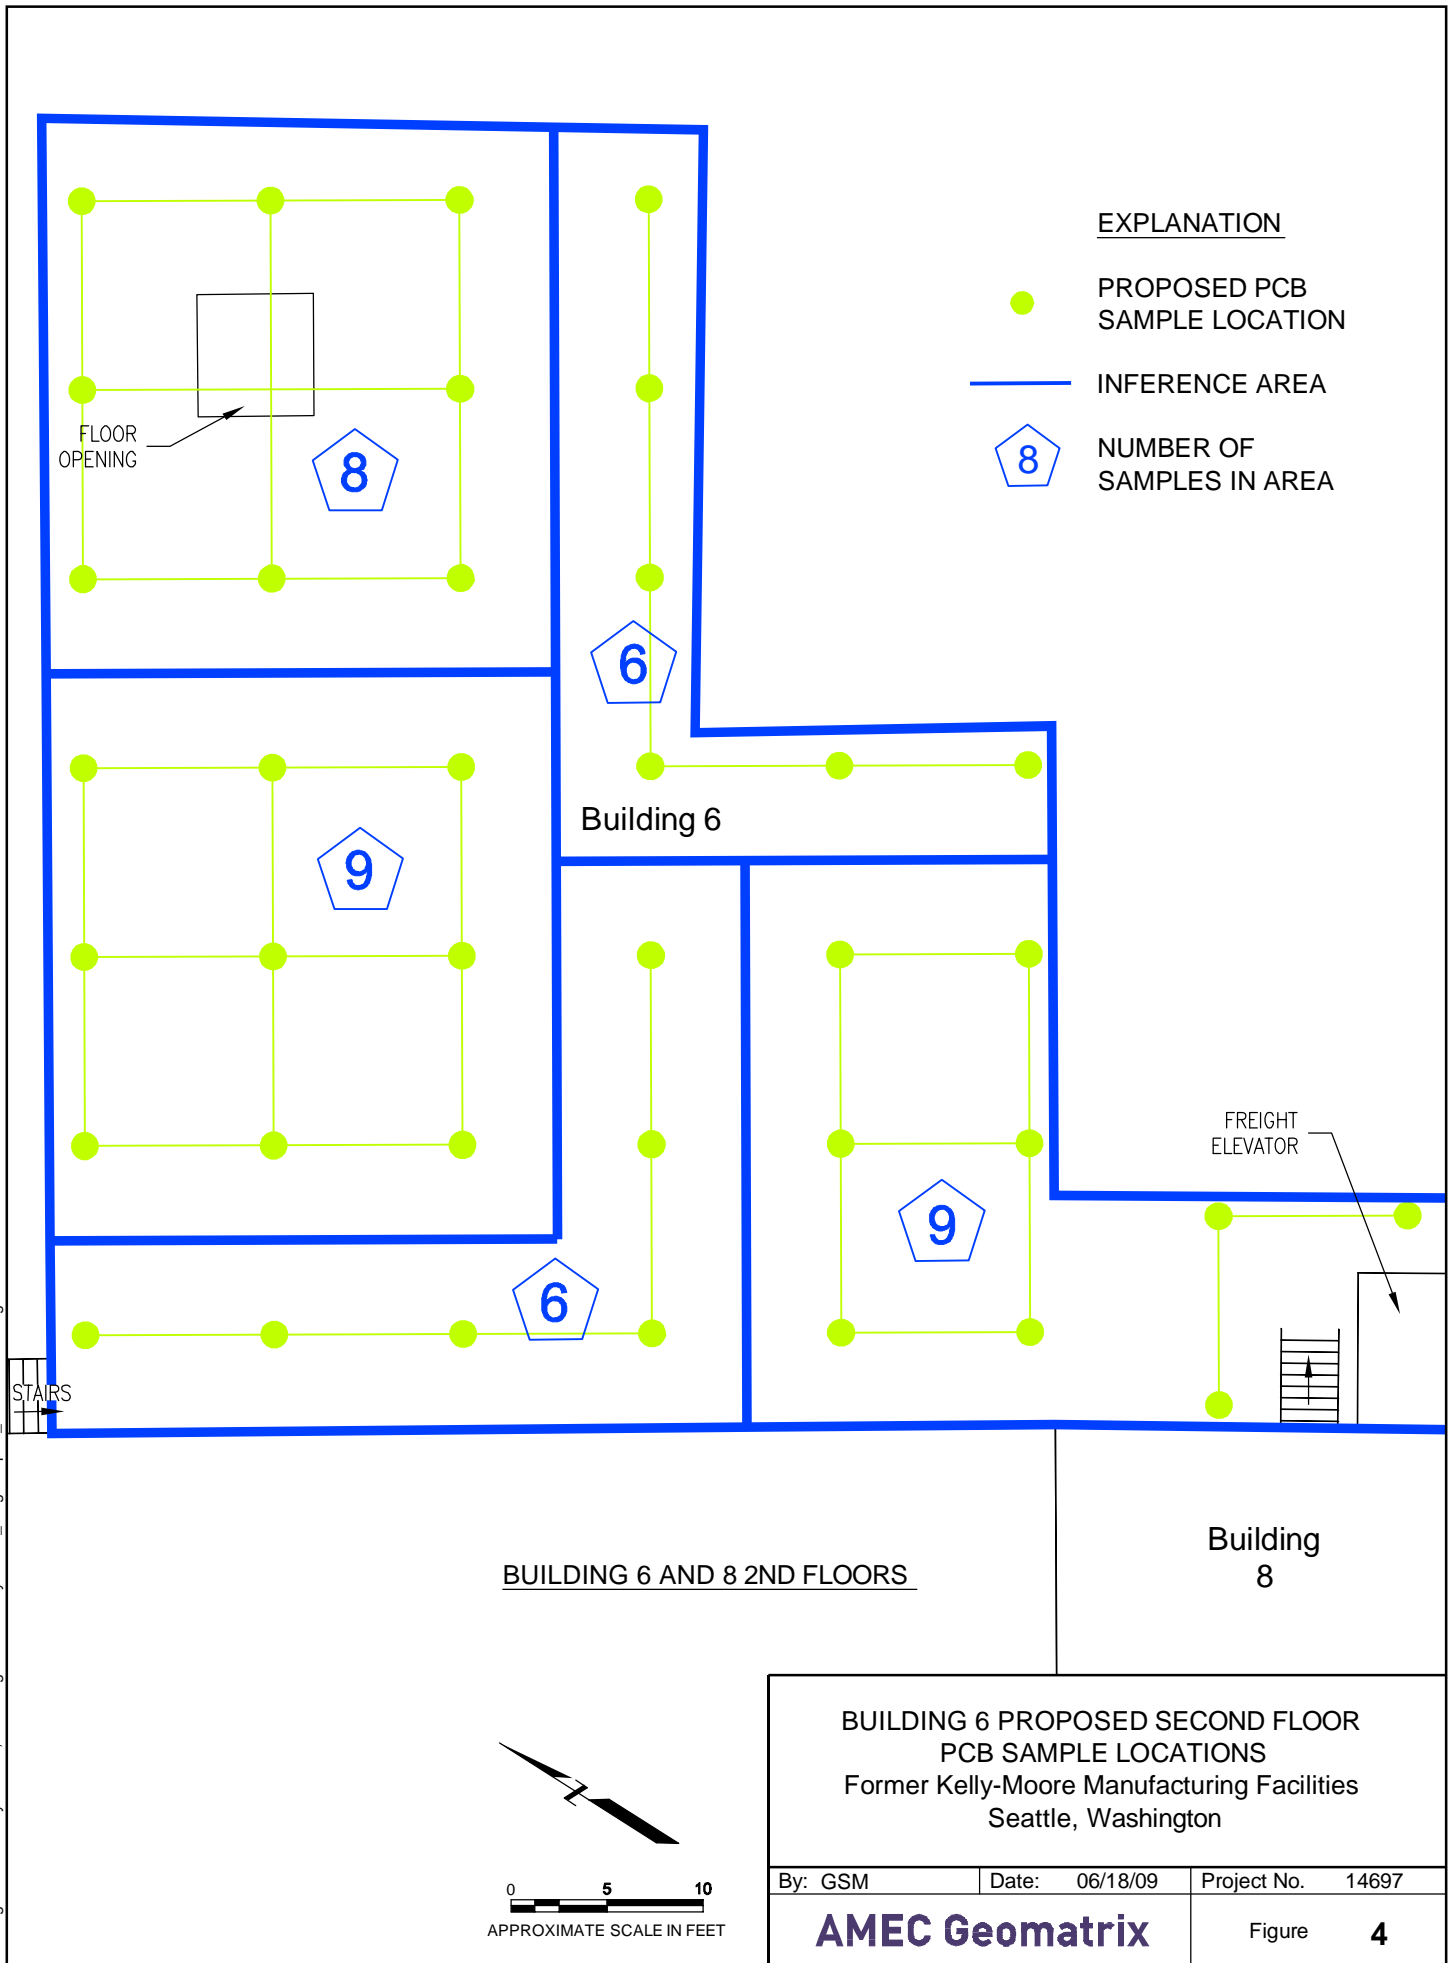 EXPLANATION
PROPOSED PCB
SAMPLE LOCATION
INFERENCE AREA
8
NUMBER OF
SAMPLES IN AREA
FLOOR
OPENING
8
6
Building 6
9
FREIGHT
ELEVATOR
9
6
STAIRS
Building
8
BUILDING 6 AND 8 2ND FLOORS
BUILDING 6 PROPOSED SECOND FLOOR
PCB SAMPLE LOCATIONS
Former Kelly-Moore Manufacturing Facilities
Seattle, Washington
0 5 10
APPROXIMATE SCALE IN FEET
By: GSM Date: 06/18/09 Project No. 14697
AMEC Geomatrix Figure 4